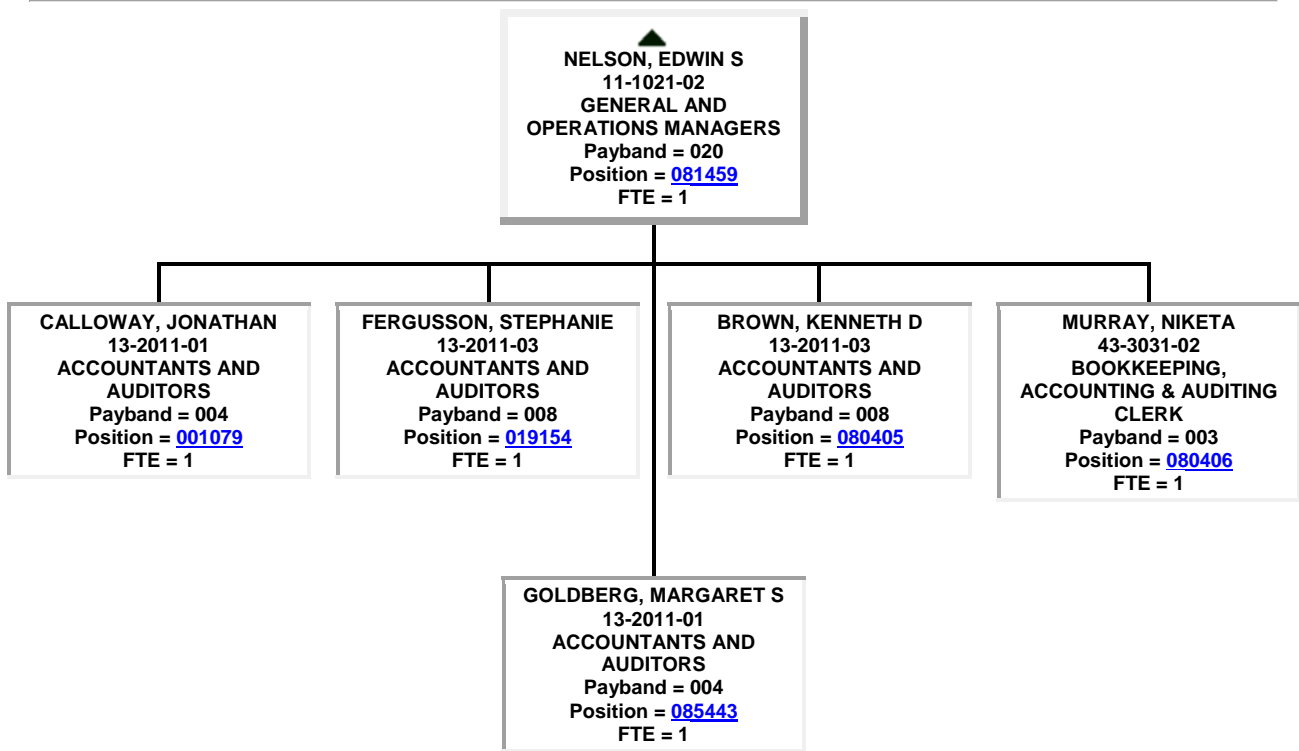 NELSON, EDWIN S
11-1021-02
GENERAL AND
OPERATIONS MANAGERS
Payband = 020
Position = 081459
FTE = 1
CALLOWAY, JONATHAN
13-2011-01
ACCOUNTANTS AND
AUDITORS
Payband = 004
Position = 001079
FTE = 1
FERGUSSON, STEPHANIE
13-2011-03
ACCOUNTANTS AND
AUDITORS
Payband = 008
Position = 019154
FTE = 1
BROWN, KENNETH D
13-2011-03
ACCOUNTANTS AND
AUDITORS
Payband = 008
Position = 080405
FTE = 1
MURRAY, NIKETA
43-3031-02
BOOKKEEPING,
ACCOUNTING & AUDITING
CLERK
Payband = 003
Position = 080406
FTE = 1
GOLDBERG, MARGARET S
13-2011-01
ACCOUNTANTS AND
AUDITORS
Payband = 004
Position = 085443
FTE = 1